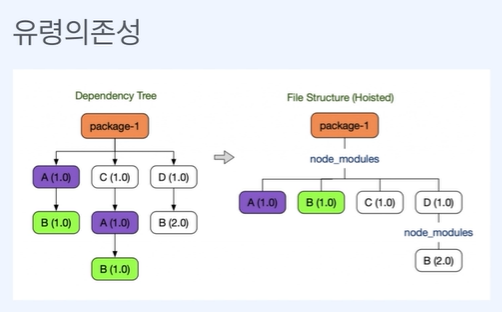 유령의존성
Dependency Tree
package-1
A (1.0)
C (1.0)
D (1.0)
B (1.0)
A (1.0)
B (2.0)
B (1.0)
File Structure (Hoisted)
package-1
node_modules
A (1.0)
B (1.0)
C (1.0)
D (1.0)
node_modules
B (2.0)